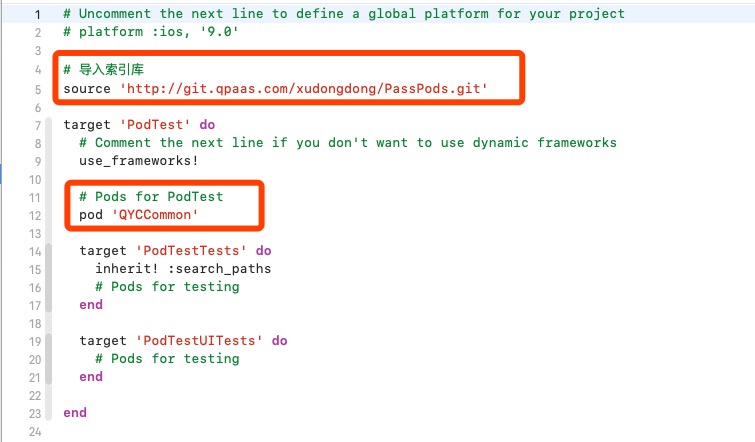 1 # Uncomment the next line to define a global platform for your project
2 # platform :ios, '9.0'
3
4 # 导入索引库
5 source 'http://git.qpaas.com/xudongdong/PassPods.git'
6
7 target 'PodTest' do
8 # Comment the next line if you don't want to use dynamic frameworks
9 use_frameworks!
10
11 # Pods for PodTest
12 pod 'QYCCommon'
13
14 target 'PodTestTests' do
15 inherit! :search_paths
16 # Pods for testing
17 end
18
19 target 'PodTestUITests' do
20 # Pods for testing
21 end
22
23 end
24